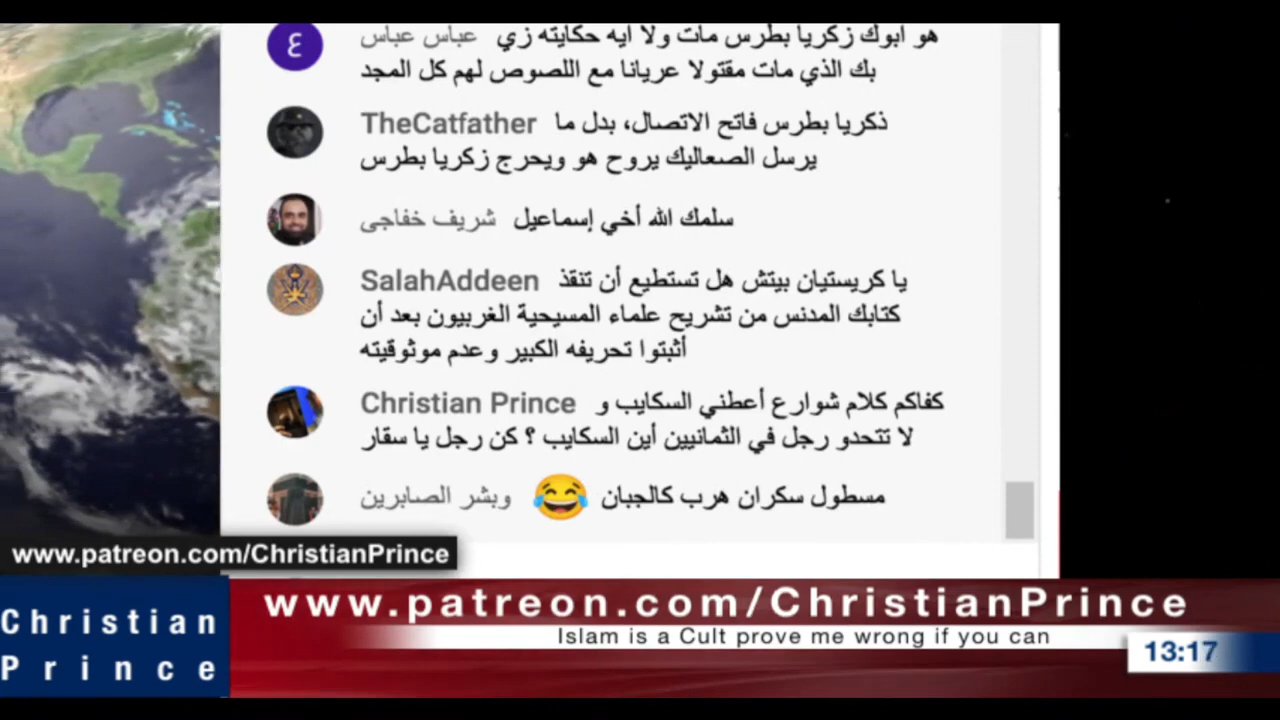 ع
عباس عباس هو ابوك زكريا بطرس مات ولا ايه حكايته زي
بك الذي مات مقتولا عريانا مع اللصوص لهم كل المجد
TheCatfather ذكريا بطرس فاتح الاتصال، بدل ما
يرسل الصعاليك يروح هو ويحرج زكريا بطرس
شريف خفاجى سلمك الله أخي إسماعيل
SalahAddeen يا كريستيان بيتش هل تستطيع أن تنقذ
كتابك المدنس من تشريح علماء المسيحية الغربيون بعد أن
أثبتوا تحريفه الكبير وعدم موثوقيته
Christian Prince كفاكم كلام شوارع أعطني السكايب و
لا تتحدو رجل في الثمانيين أين السكايب ؟ كن رجل يا سقار
وبشر الصابرين 😂 مسطول سكران هرب كالجبان
www.patreon.com/ChristianPrince
Christian
Prince
www.patreon.com/ChristianPrince
Islam is a Cult prove me wrong if you can
13:17